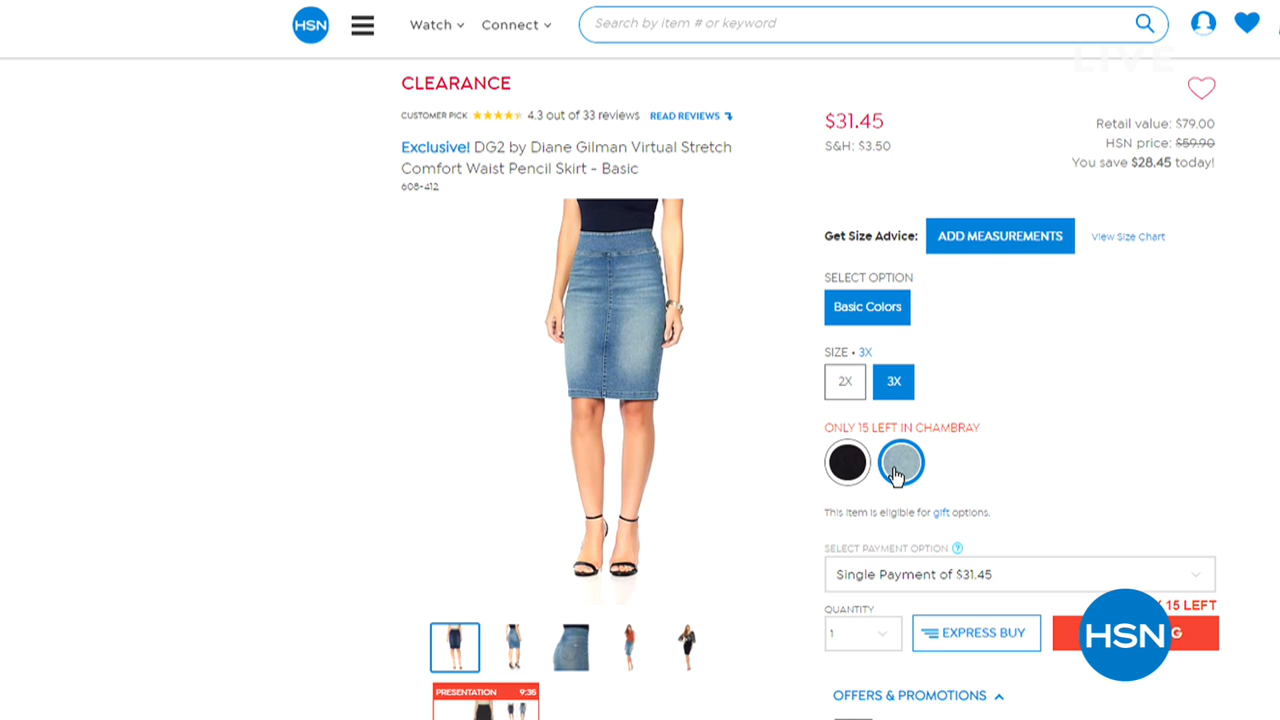 HSN
Watch
Connect
Search by item # or keyword
LIVE
CLEARANCE
CUSTOMER PICK 4.3 out of 33 reviews READ REVIEWS
Exclusive! DG2 by Diane Gilman Virtual Stretch
Comfort Waist Pencil Skirt - Basic
608-412
$31.45
S&H: $3.50
Retail value: $79.00
HSN price: $59.90
You save $28.45 today!
Get Size Advice: ADD MEASUREMENTS View Size Chart
SELECT OPTION
Basic Colors
SIZE • 3X
2X 3X
ONLY 15 LEFT IN CHAMBRAY
This item is eligible for gift options.
SELECT PAYMENT OPTION ?
Single Payment of $31.45
15 LEFT
QUANTITY
1
EXPRESS BUY
G
HSN
PRESENTATION 9:35
OFFERS & PROMOTIONS